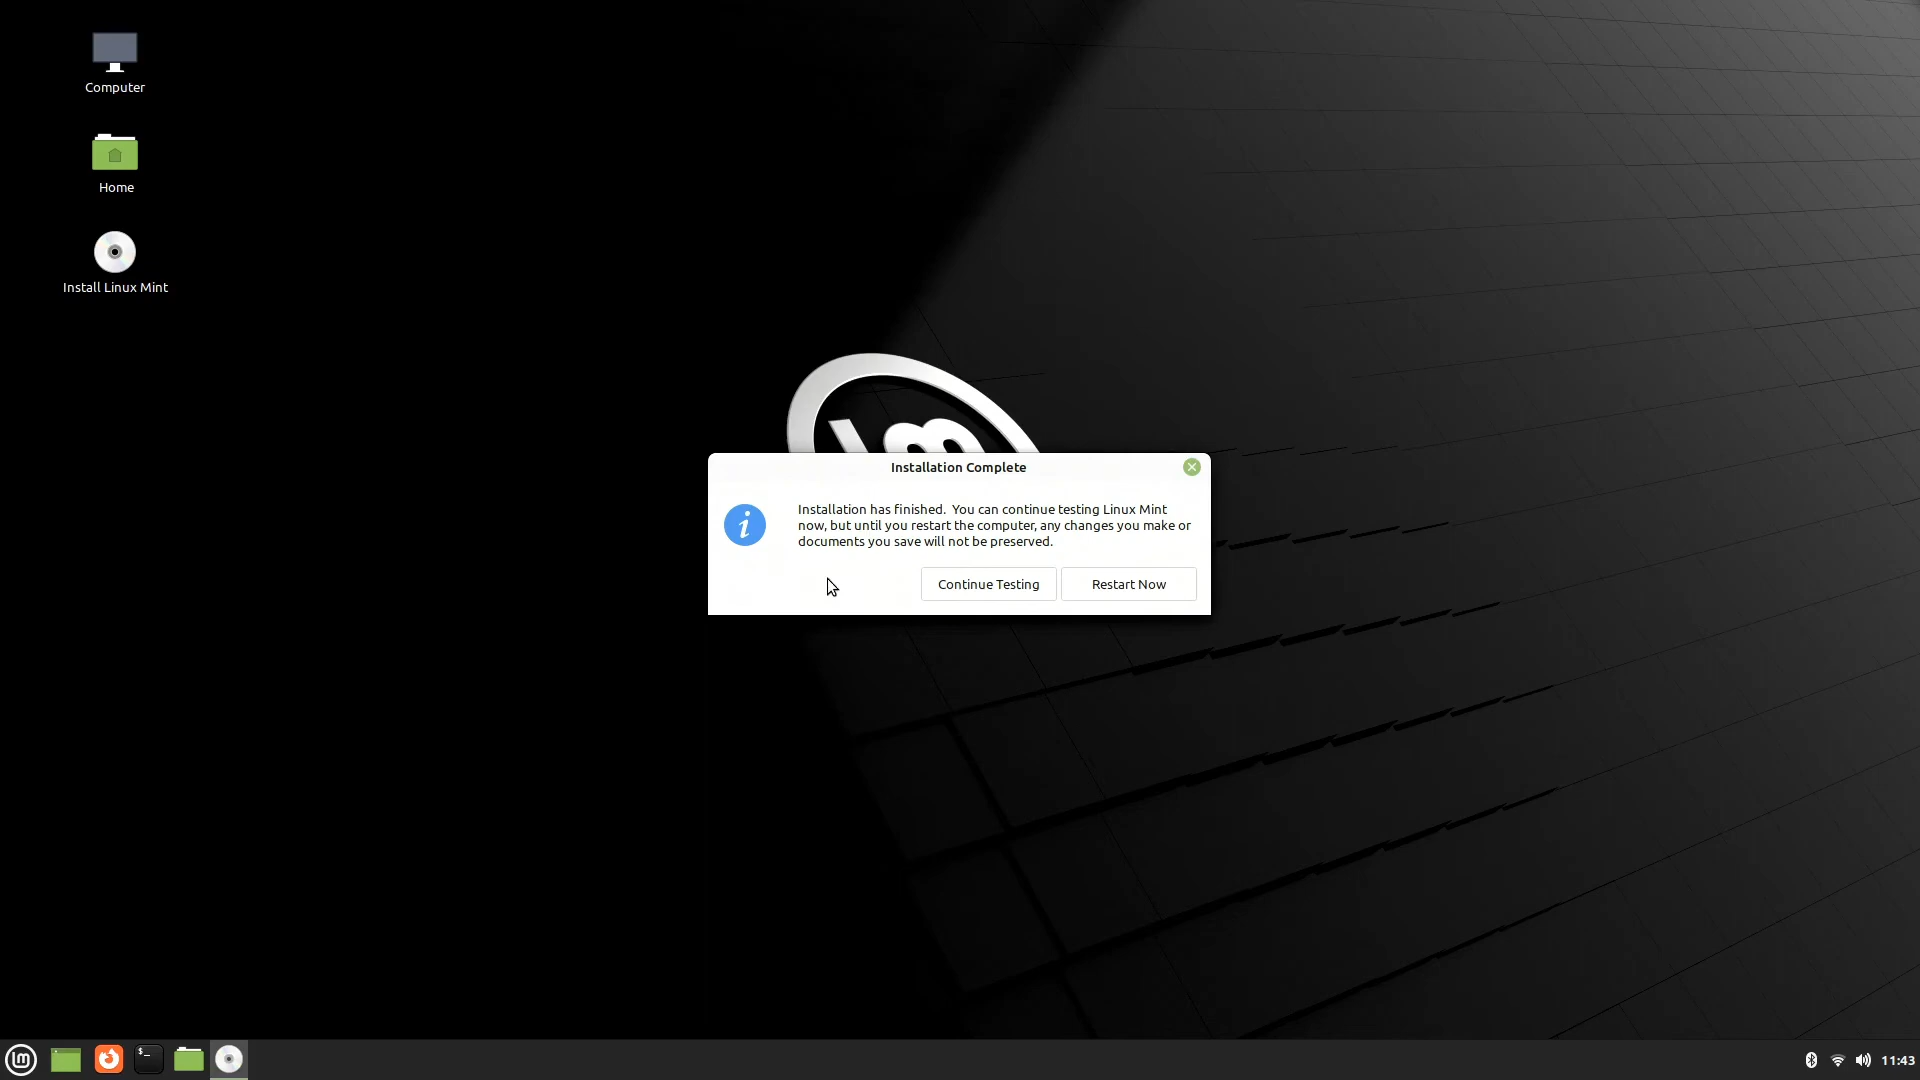 Computer
Home
Install Linux Mint
lm
Installation Complete
Installation has finished.  You can continue testing Linux Mint
now, but until you restart the computer, any changes you make or
documents you save will not be preserved.
Continue Testing
Restart Now
lm
$_
11:43